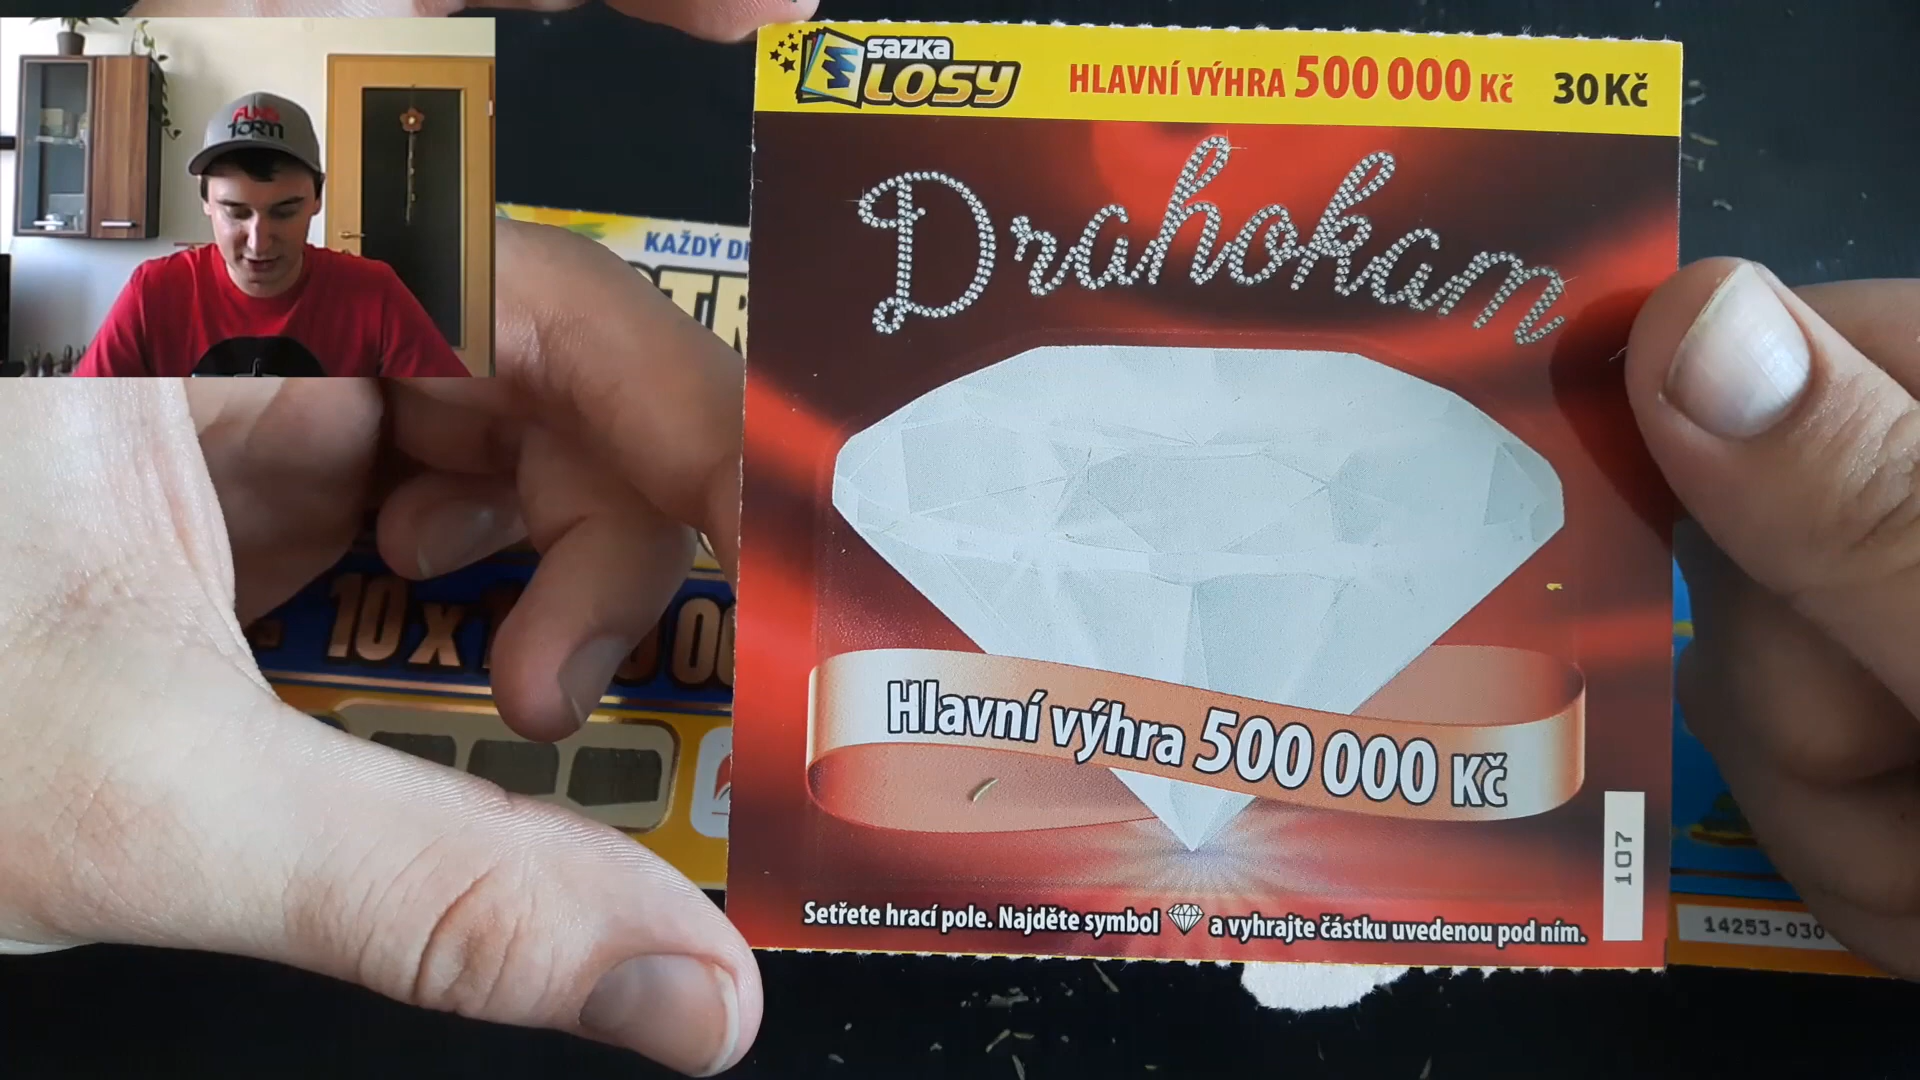 SAZKA
LOSY
HLAVNÍ VÝHRA 500 000 Kč 30 Kč
Drahokam
KAŽDÝ
10 x
Hlavní výhra 500 000 Kč
107
Setřete hrací pole. Najděte symbol a vyhrajte částku uvedenou pod ním.
14253-030